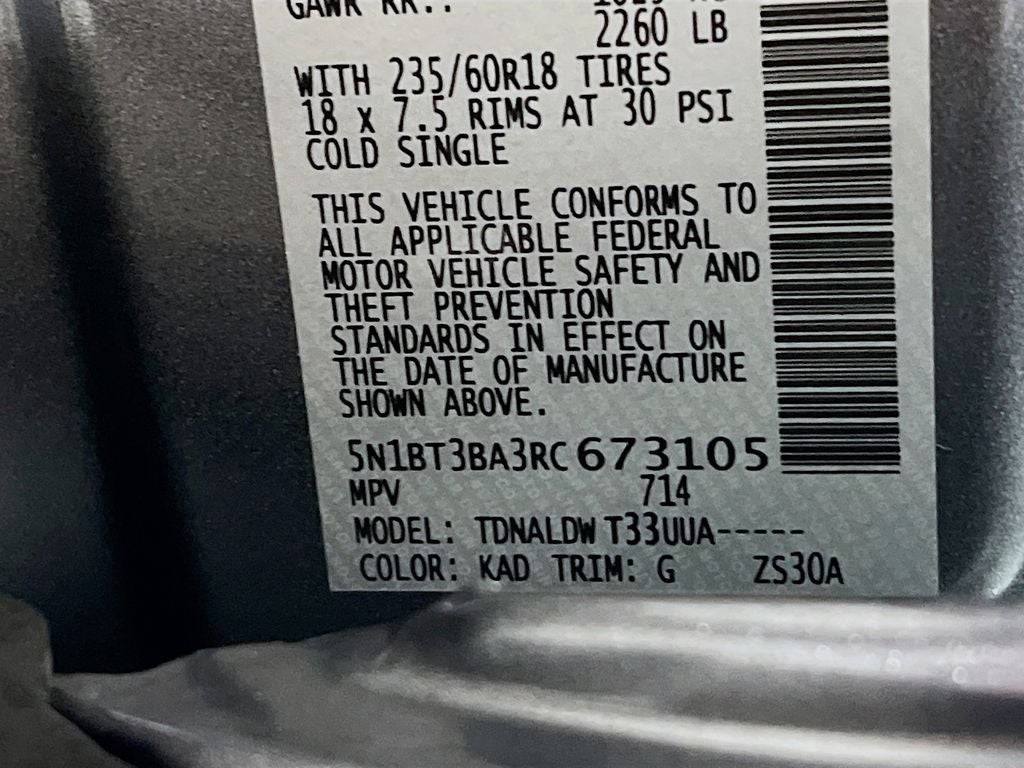 GAWR RR.:
2260 LB
WITH 235/60R18 TIRES
18 x 7.5 RIMS AT 30 PSI
COLD SINGLE
THIS VEHICLE CONFORMS TO
ALL APPLICABLE FEDERAL
MOTOR VEHICLE SAFETY AND
THEFT PREVENTION
STANDARDS IN EFFECT ON
THE DATE OF MANUFACTURE
SHOWN ABOVE.
5N1BT3BA3RC673105
MPV 714
MODEL: TDNALDW T33UUA-----
COLOR: KAD TRIM: G ZS30A